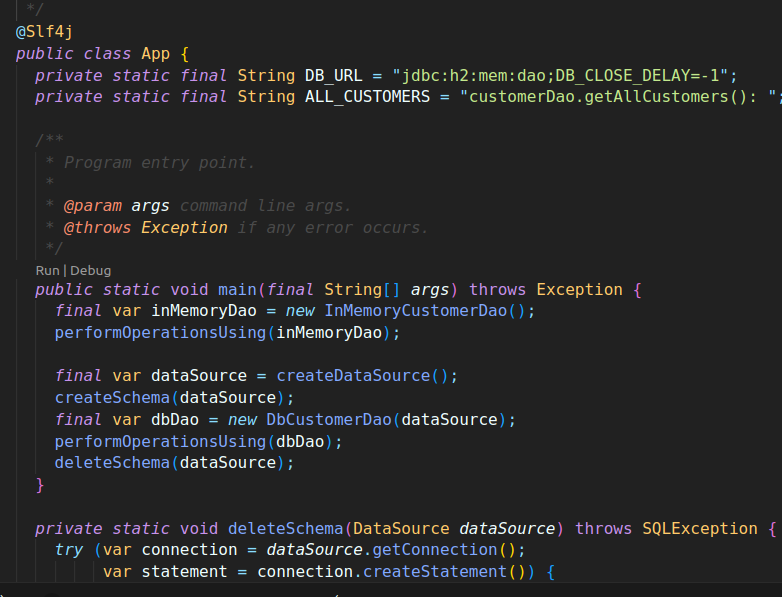 */
@Slf4j
public class App {
private static final String DB_URL = "jdbc:h2:mem:dao;DB_CLOSE_DELAY=-1";
private static final String ALL_CUSTOMERS = "customerDao.getAllCustomers(): ";
/**
* Program entry point.
*
* @param args command line args.
* @throws Exception if any error occurs.
*/
Run | Debug
public static void main(final String[] args) throws Exception {
final var inMemoryDao = new InMemoryCustomerDao();
performOperationsUsing(inMemoryDao);
final var dataSource = createDataSource();
createSchema(dataSource);
final var dbDao = new DbCustomerDao(dataSource);
performOperationsUsing(dbDao);
deleteSchema(dataSource);
}
private static void deleteSchema(DataSource dataSource) throws SQLException {
try (var connection = dataSource.getConnection();
var statement = connection.createStatement()) {